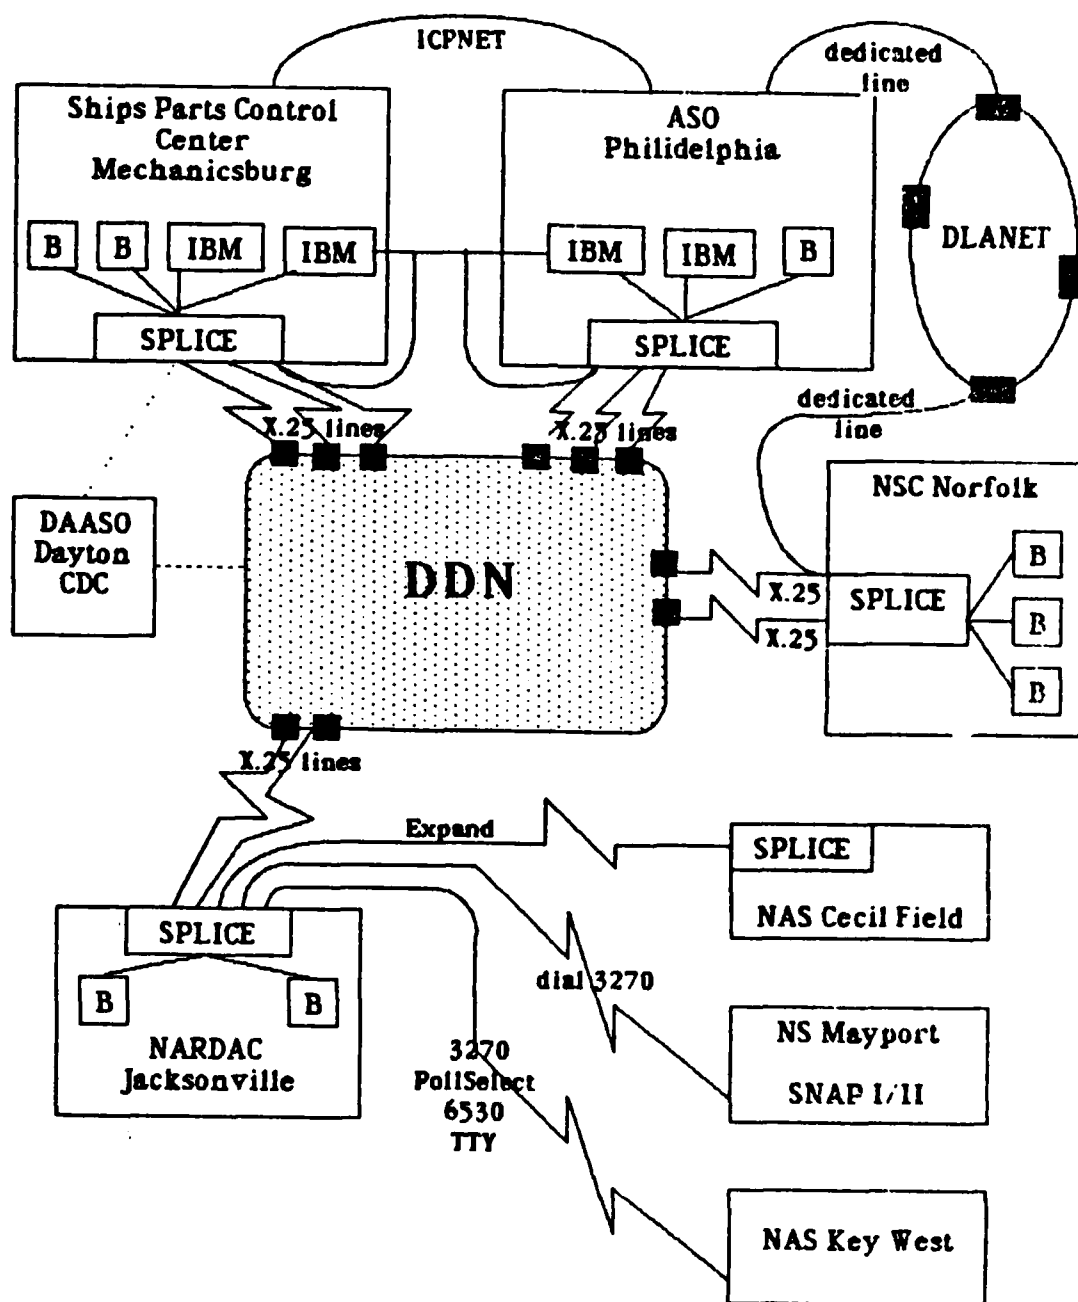 ICPNET
dedicated
line
Ships Parts Control
Center
Mechanicsburg
ASO
Philidelphia
DLANET
B
B
IBM
IBM
IBM
IBM
B
SPLICE
SPLICE
dedicated
line
X.25 lines
X.25 lines
NSC Norfolk
DAASO
Dayton
CDC
DDN
B
X.25
SPLICE
B
X.25
B
X.25 lines
Expand
SPLICE
NAS Cecil Field
SPLICE
B
B
dial 3270
NARDAC
Jacksonville
NS Mayport
SNAP I/II
3270
PollSelect
6530
TTY
NAS Key West